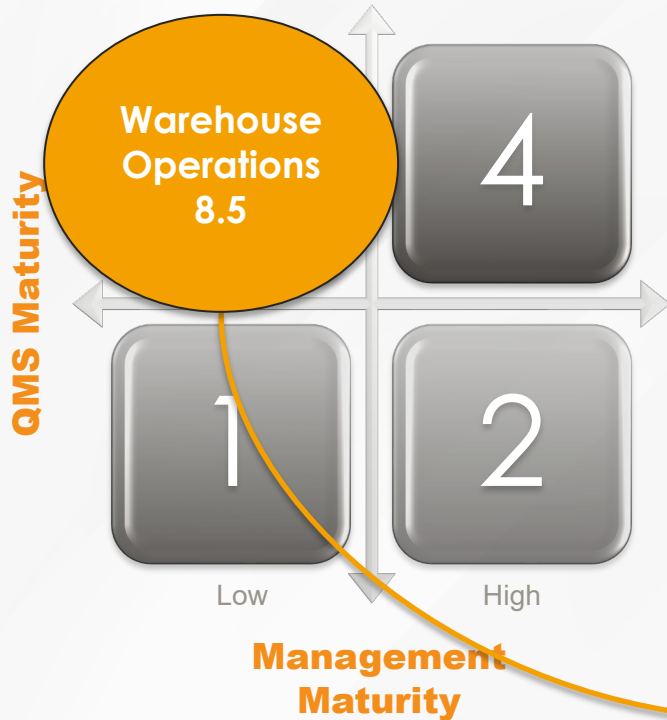 Warehouse
Operations
8.5
4
QMS Maturity
1
2
Low
High
Management
Maturity